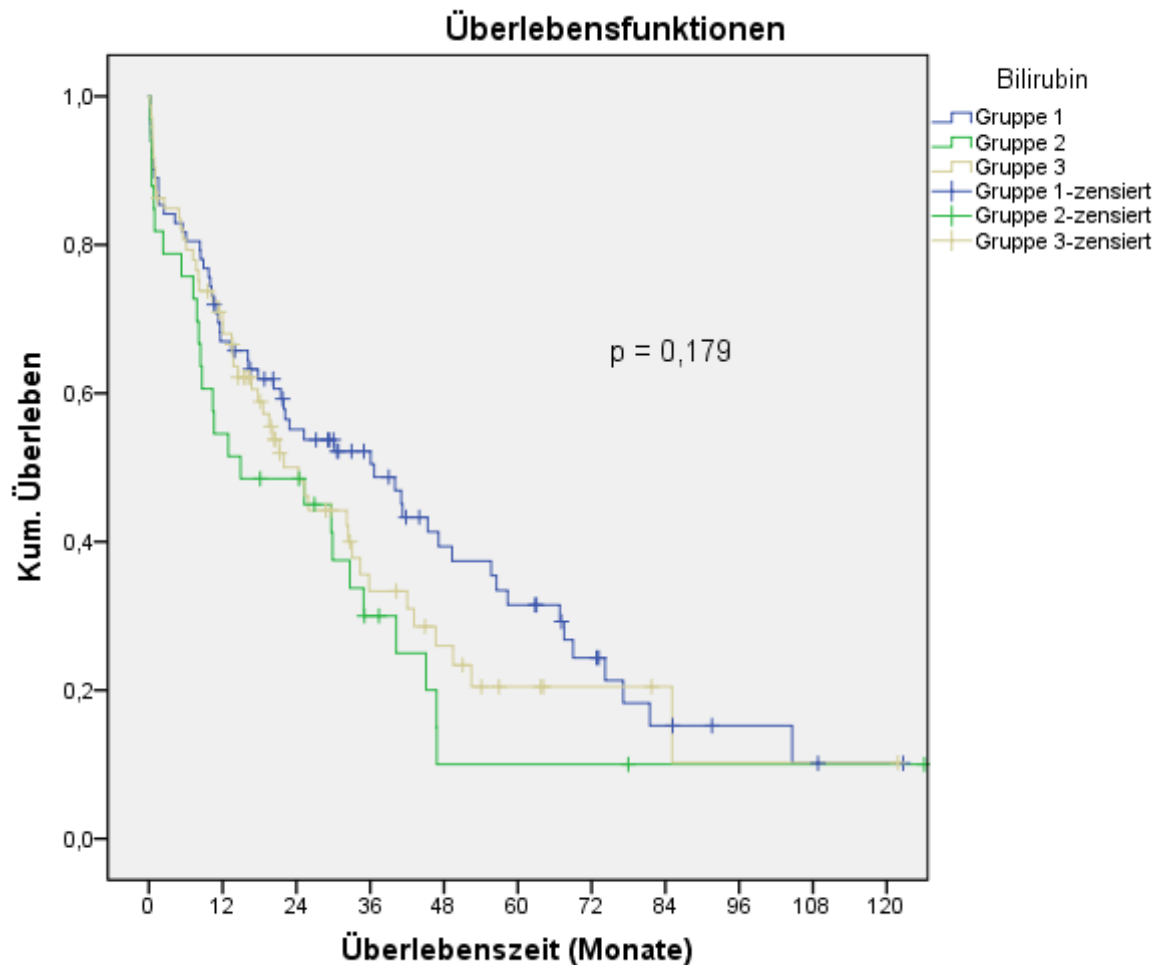 Überlebensfunktionen
Bilirubin
Gruppe 1
Gruppe 2
Gruppe 3
Gruppe 1-zensiert
Gruppe 2-zensiert
Gruppe 3-zensiert
Kum. Überleben
1,0
0,8
0,6
0,4
0,2
0,0
p = 0,179
0 12 24 36 48 60 72 84 96 108 120
Überlebenszeit (Monate)